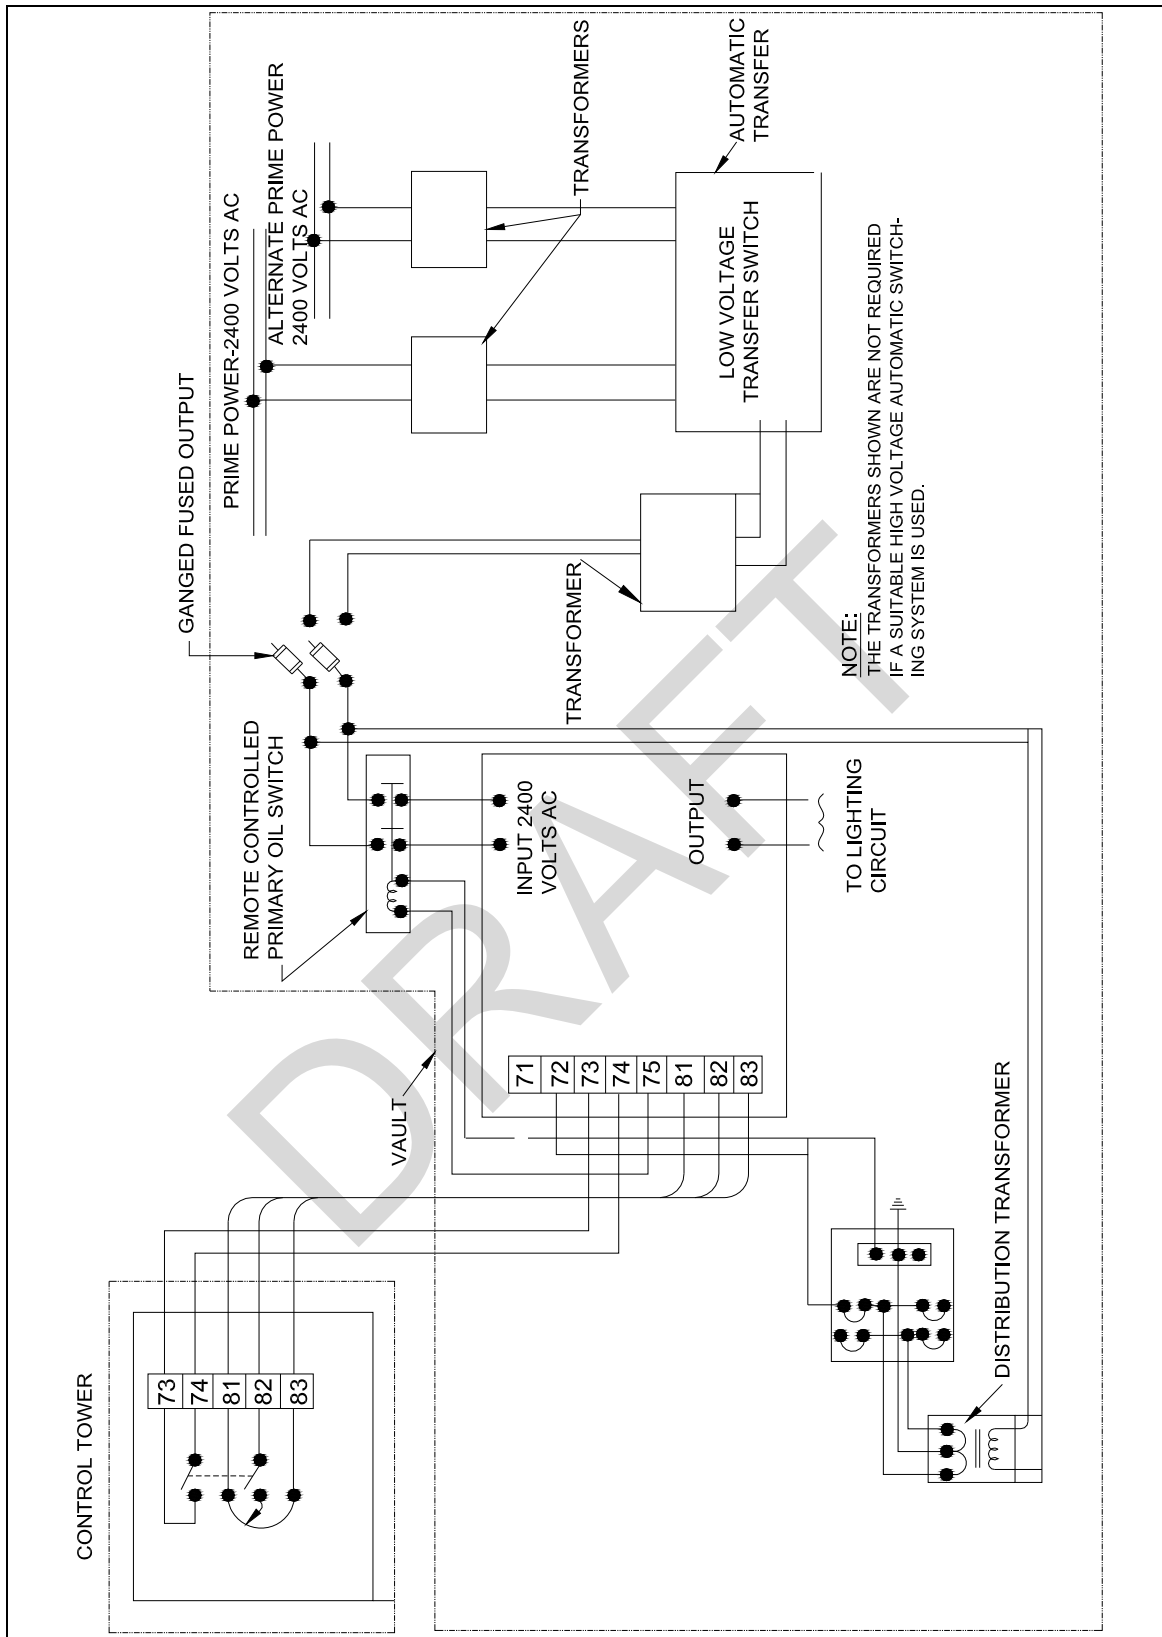 CONTROL TOWER
73
74
81
82
83
VAULT
REMOTE CONTROLLED
PRIMARY OIL SWITCH
GANGED FUSED OUTPUT
PRIME POWER-2400 VOLTS AC
ALTERNATE PRIME POWER
2400 VOLTS AC
TRANSFORMERS
AUTOMATIC
TRANSFER
LOW VOLTAGE
TRANSFER SWITCH
TRANSFORMER
INPUT 2400
VOLTS AC
OUTPUT
TO LIGHTING
CIRCUIT
71
72
73
74
75
81
82
83
DISTRIBUTION TRANSFORMER
NOTE:
THE TRANSFORMERS SHOWN ARE NOT REQUIRED
IF A SUITABLE HIGH VOLTAGE AUTOMATIC SWITCH-
ING SYSTEM IS USED.
DRAFT